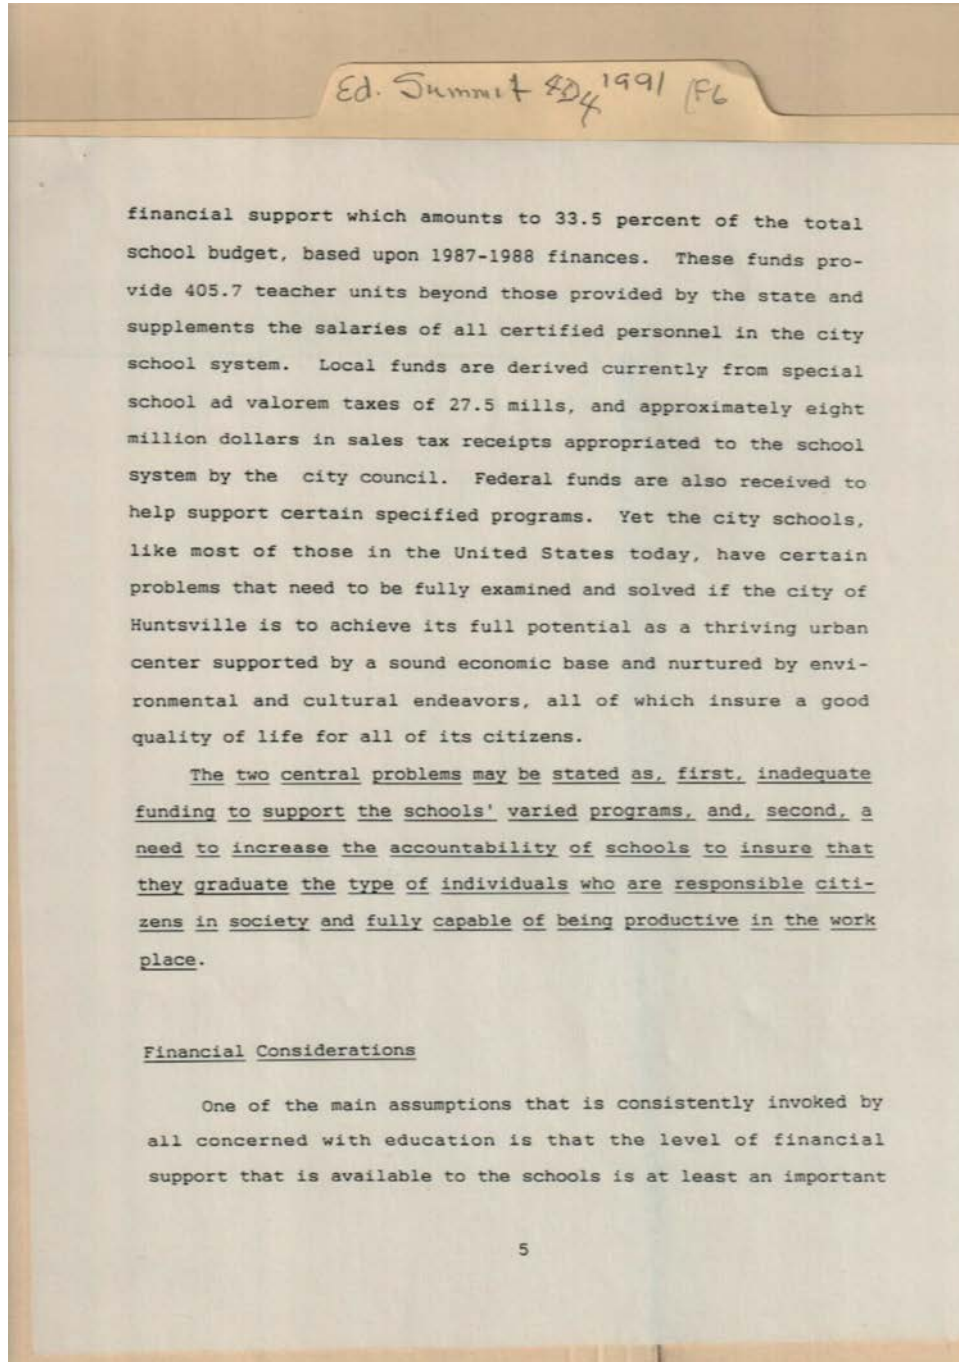 Ed. Summit 4D4 1991 (F6
financial support which amounts to 33.5 percent of the total
school budget, based upon 1987-1988 finances. These funds pro-
vide 405.7 teacher units beyond those provided by the state and
supplements the salaries of all certified personnel in the city
school system. Local funds are derived currently from special
school ad valorem taxes of 27.5 mills, and approximately eight
million dollars in sales tax receipts appropriated to the school
system by the city council. Federal funds are also received to
help support certain specified programs. Yet the city schools,
like most of those in the United States today, have certain
problems that need to be fully examined and solved if the city of
Huntsville is to achieve its full potential as a thriving urban
center supported by a sound economic base and nurtured by envi-
ronmental and cultural endeavors, all of which insure a good
quality of life for all of its citizens.
The two central problems may be stated as, first, inadequate
funding to support the schools' varied programs, and, second, a
need to increase the accountability of schools to insure that
they graduate the type of individuals who are responsible citi-
zens in society and fully capable of being productive in the work
place.
Financial Considerations
One of the main assumptions that is consistently invoked by
all concerned with education is that the level of financial
support that is available to the schools is at least an important
5